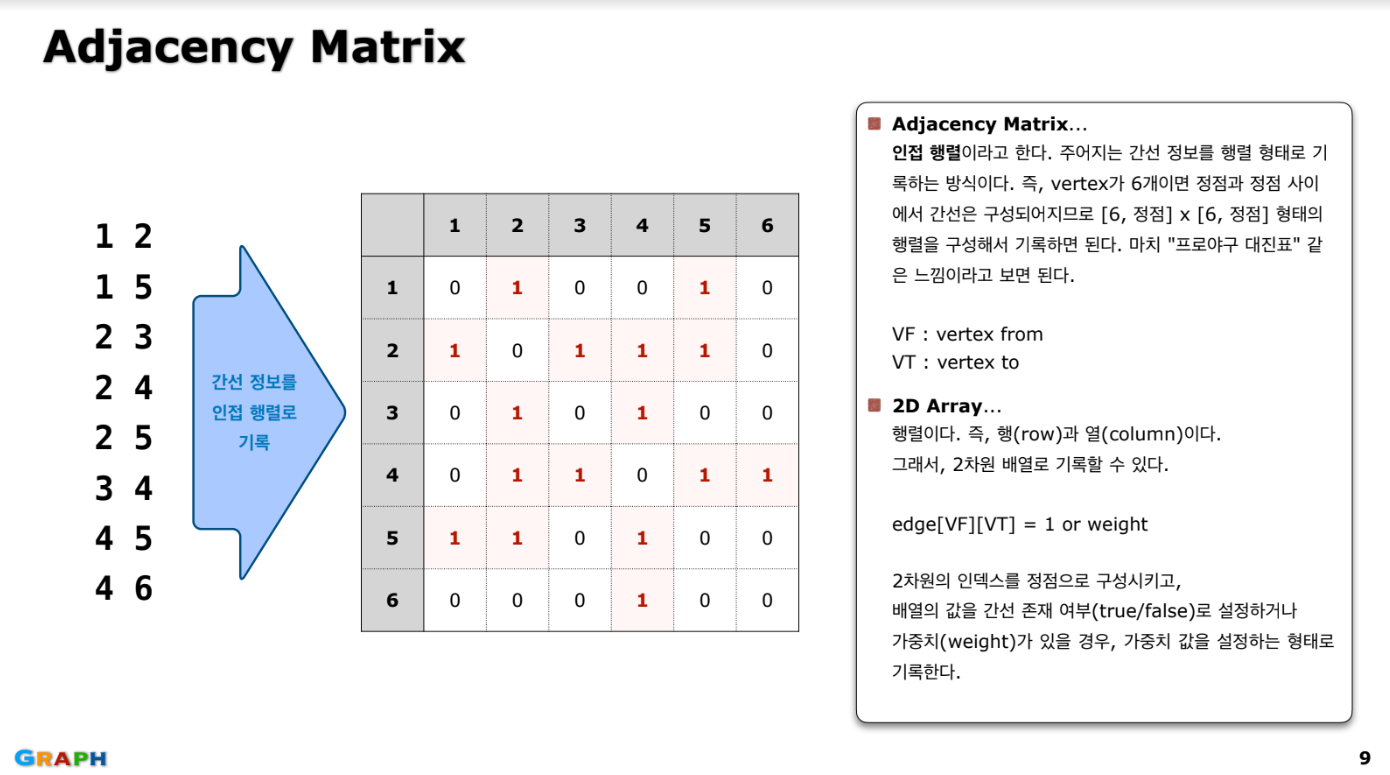 Adjacency Matrix
1 2
1 5
2 3
2 4
2 5
3 4
4 5
4 6
간선 정보를
인접 행렬로
기록
1 2 3 4 5 6
1 0 1 0 0 1 0
2 1 0 1 1 1 0
3 0 1 0 1 0 0
4 0 1 1 0 1 1
5 1 1 0 1 0 0
6 0 0 0 1 0 0
Adjacency Matrix...
인접 행렬이라고 한다. 주어지는 간선 정보를 행렬 형태로 기
록하는 방식이다. 즉, vertex가 6개이면 정점과 정점 사이
에서 간선은 구성되어지므로 [6, 정점] x [6, 정점] 형태의
행렬을 구성해서 기록하면 된다. 마치 "프로야구 대진표" 같
은 느낌이라고 보면 된다.
VF : vertex from
VT : vertex to
2D Array...
행렬이다. 즉, 행(row)과 열(column)이다.
그래서, 2차원 배열로 기록할 수 있다.
edge[VF][VT] = 1 or weight
2차원의 인덱스를 정점으로 구성시키고,
배열의 값을 간선 존재 여부(true/false)로 설정하거나
가중치(weight)가 있을 경우, 가중치 값을 설정하는 형태로
기록한다.
GRAPH
9